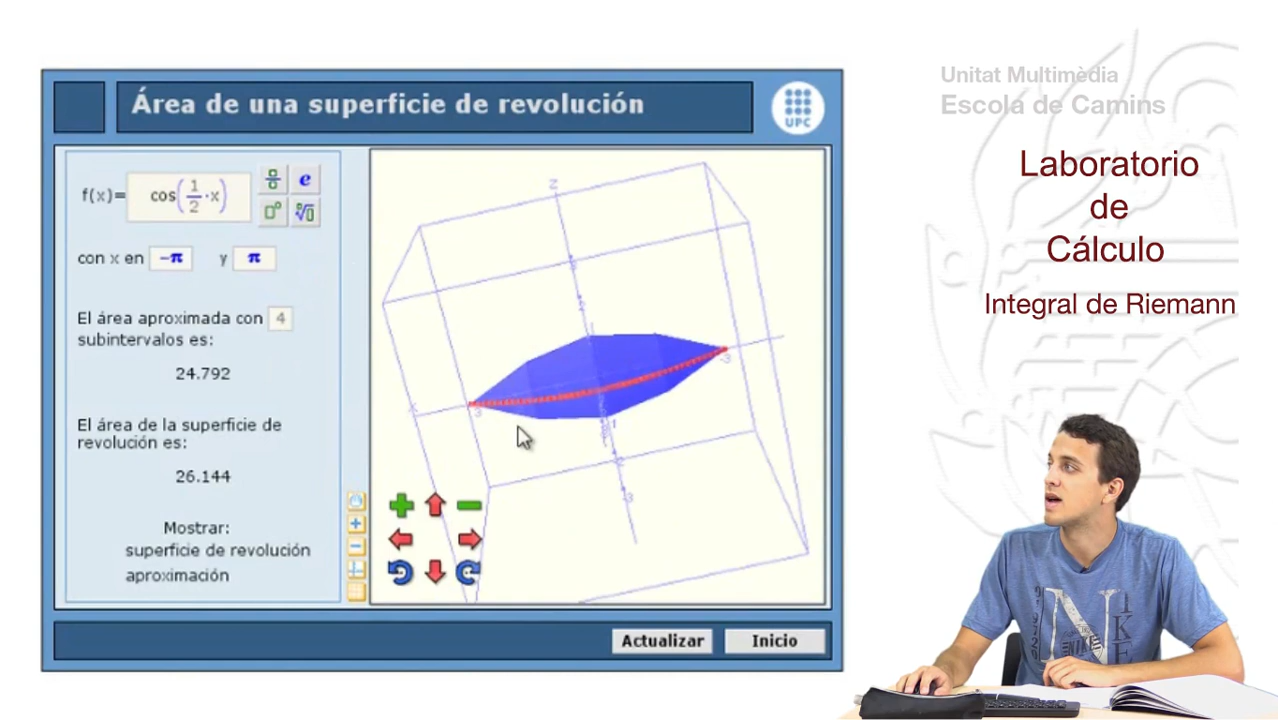 Área de una superficie de revolución
UPC
f(x)= cos(1/2·x)
e
con x en -π y π
El área aproximada con 4
subintervalos es:
24.792
El área de la superficie de
revolución es:
26.144
Mostrar:
superficie de revolución
aproximación
Z
Actualizar
Inicio
Unitat Multimèdia
Escola de Camins
Laboratorio
de
Cálculo
Integral de Riemann
NIKE